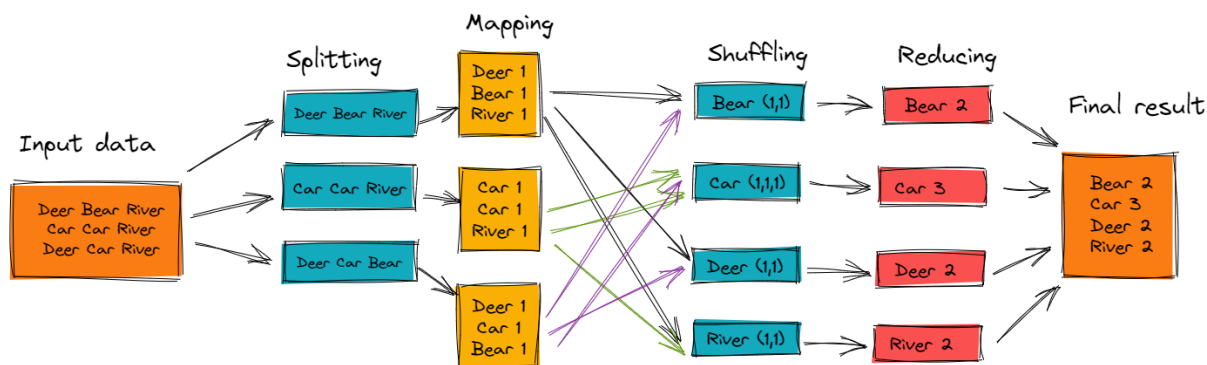 Input data
Deer Bear River
Car Car River
Deer Car River
Splitting
Deer Bear River
Car Car River
Deer Car Bear
Mapping
Deer 1
Bear 1
River 1
Car 1
Car 1
River 1
Deer 1
Car 1
Bear 1
Shuffling
Bear (1,1)
Car (1,1,1)
Deer (1,1)
River (1,1)
Reducing
Bear 2
Car 3
Deer 2
River 2
Final result
Bear 2
Car 3
Deer 2
River 2